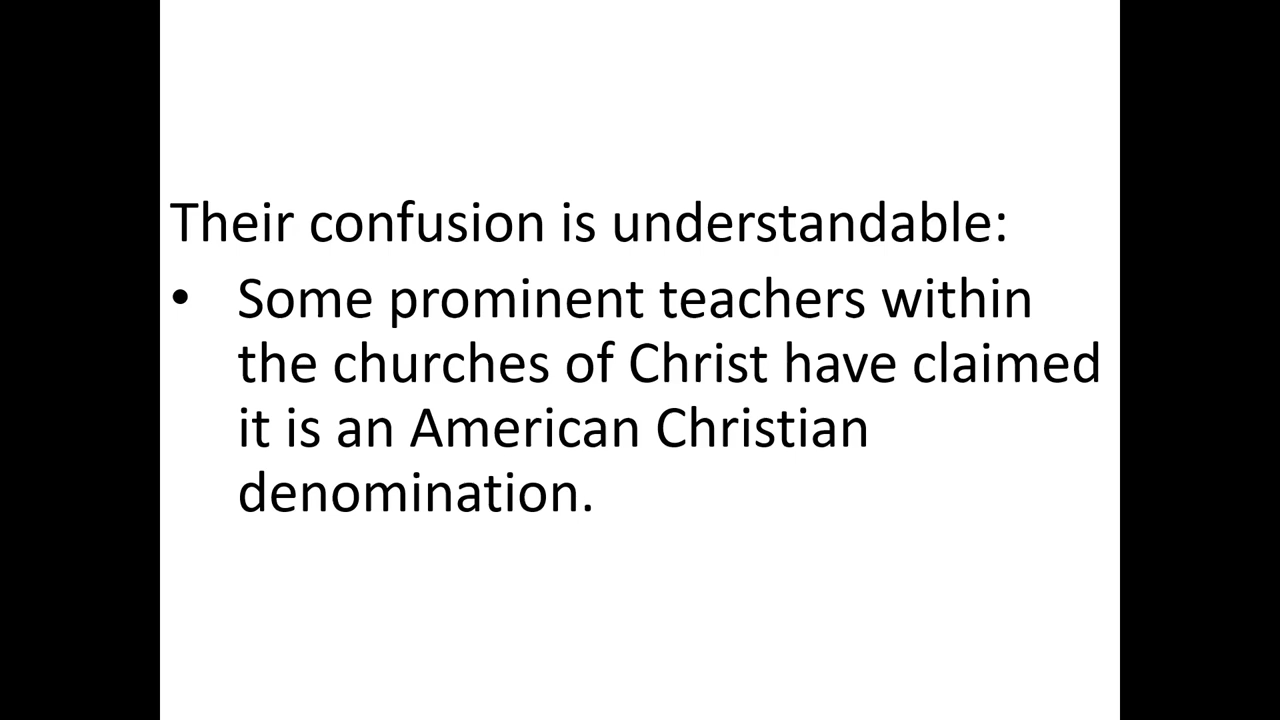 Their confusion is understandable:
• Some prominent teachers within
the churches of Christ have claimed
it is an American Christian
denomination.